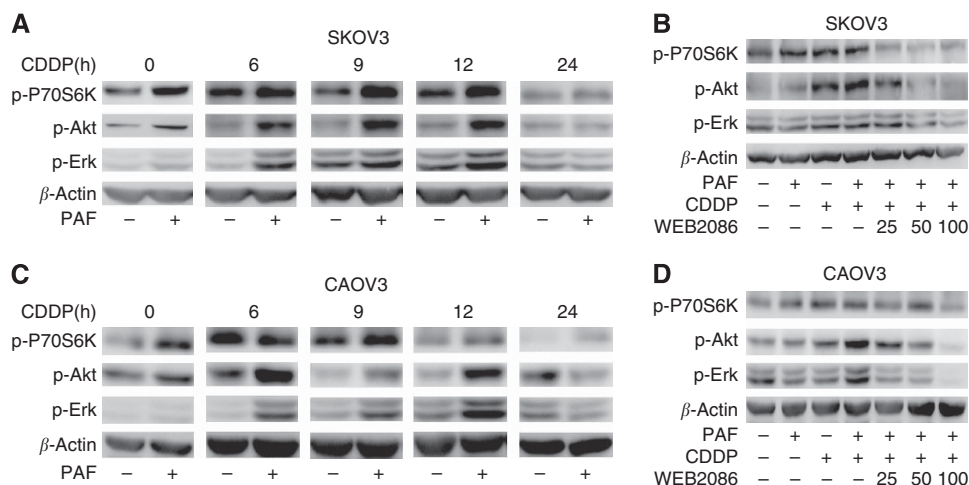 A
SKOV3
CDDP(h) 0 6 9 12 24
p-P70S6K
p-Akt
p-Erk
β-Actin
PAF – + – + – + – + – +
B
SKOV3
p-P70S6K
p-Akt
p-Erk
β-Actin
PAF – + – + + + +
CDDP – – + + + + +
WEB2086 – – – – 25 50 100
C
CAOV3
CDDP(h) 0 6 9 12 24
p-P70S6K
p-Akt
p-Erk
β-Actin
PAF – + – + – + – + – +
D
CAOV3
p-P70S6K
p-Akt
p-Erk
β-Actin
PAF – + – + + + +
CDDP – – + + + + +
WEB2086 – – – – 25 50 100